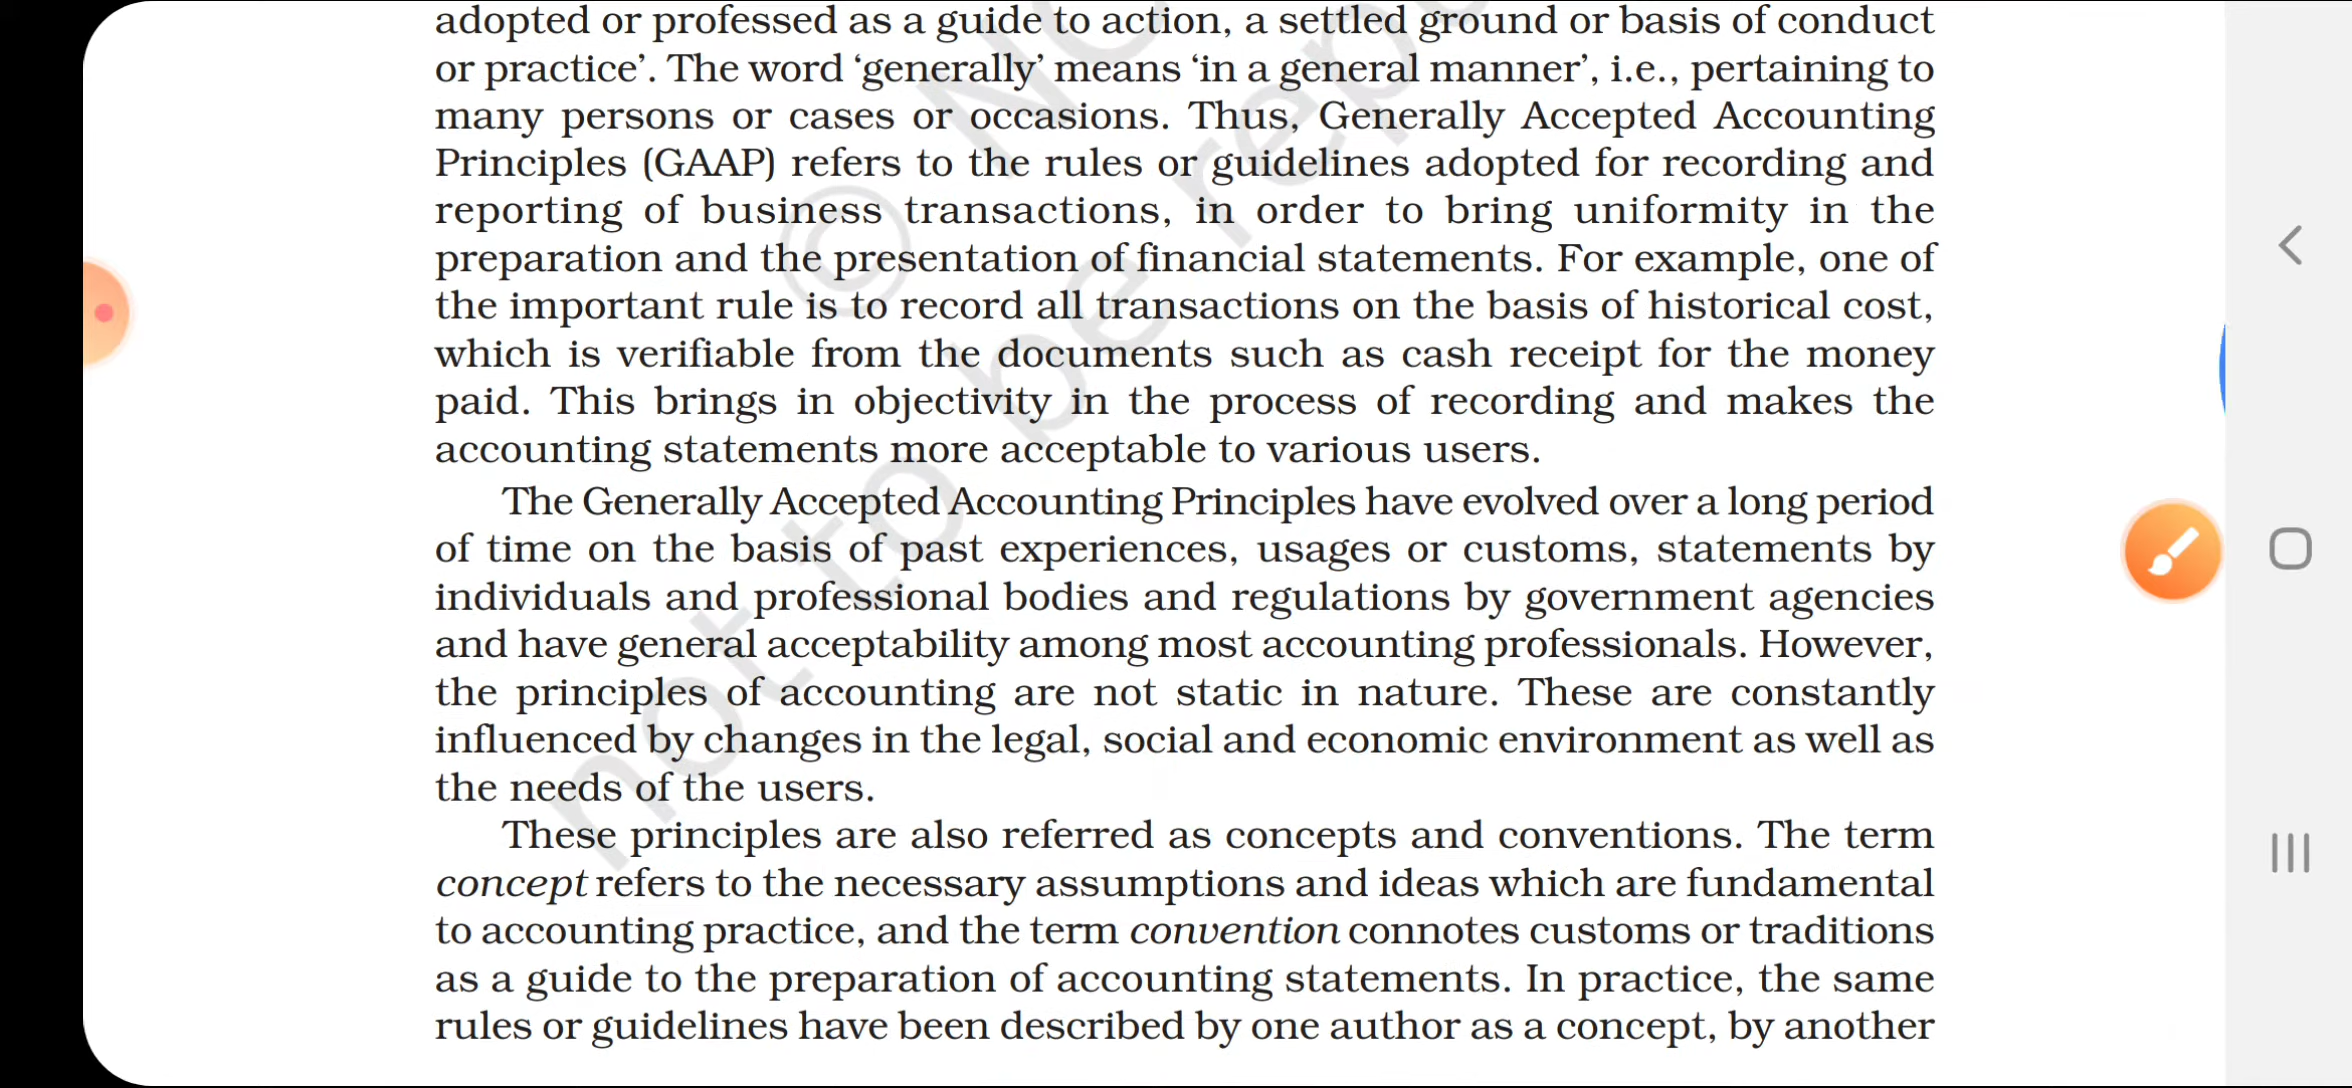 adopted or professed as a guide to action, a settled ground or basis of conduct
or practice’. The word ‘generally’ means ‘in a general manner’, i.e., pertaining to
many persons or cases or occasions. Thus, Generally Accepted Accounting
Principles (GAAP) refers to the rules or guidelines adopted for recording and
reporting of business transactions, in order to bring uniformity in the
preparation and the presentation of financial statements. For example, one of
the important rule is to record all transactions on the basis of historical cost,
which is verifiable from the documents such as cash receipt for the money
paid. This brings in objectivity in the process of recording and makes the
accounting statements more acceptable to various users.
The Generally Accepted Accounting Principles have evolved over a long period
of time on the basis of past experiences, usages or customs, statements by
individuals and professional bodies and regulations by government agencies
and have general acceptability among most accounting professionals. However,
the principles of accounting are not static in nature. These are constantly
influenced by changes in the legal, social and economic environment as well as
the needs of the users.
These principles are also referred as concepts and conventions. The term
concept refers to the necessary assumptions and ideas which are fundamental
to accounting practice, and the term convention connotes customs or traditions
as a guide to the preparation of accounting statements. In practice, the same
rules or guidelines have been described by one author as a concept, by another
© NC
not to be repu